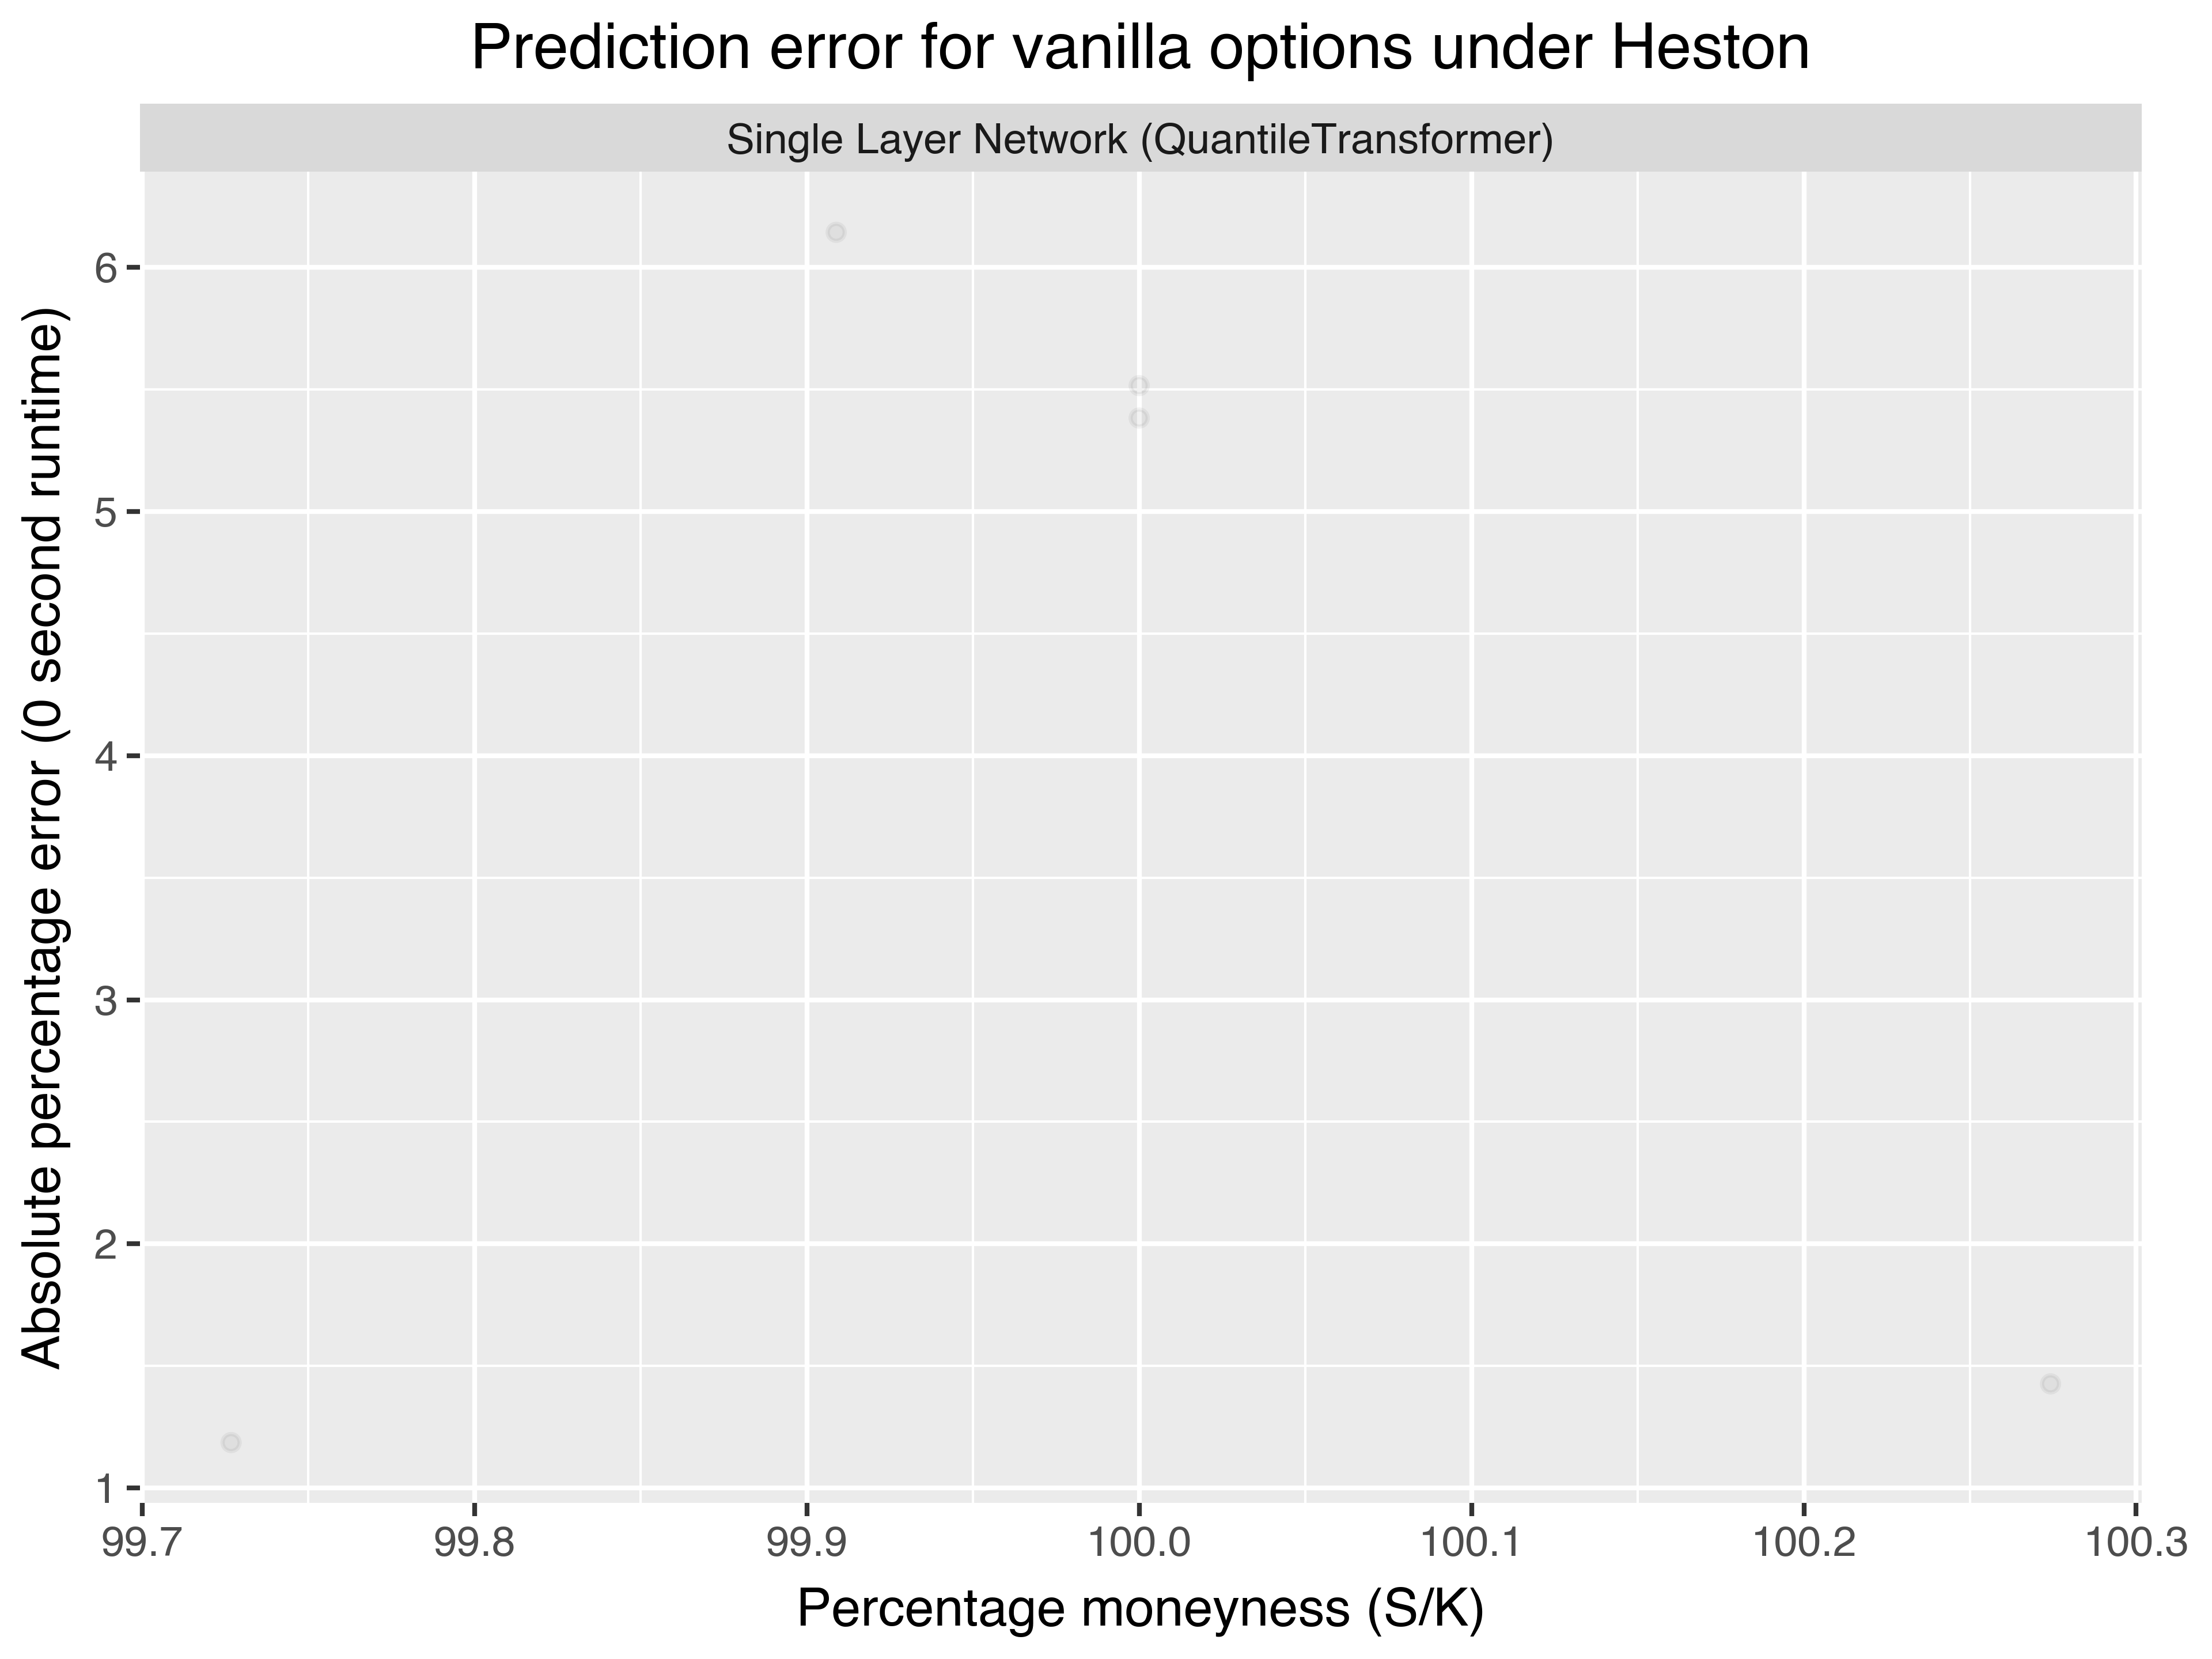 Prediction error for vanilla options under Heston
Single Layer Network (QuantileTransformer)
Absolute percentage error (0 second runtime)
6
5
4
3
2
1
99.7 99.8 99.9 100.0 100.1 100.2 100.3
Percentage moneyness (S/K)